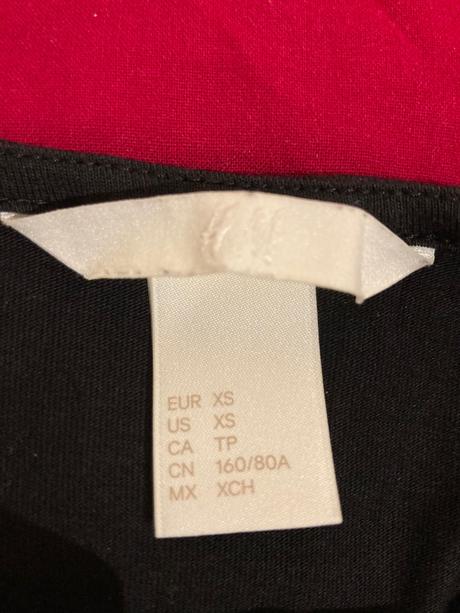 EUR XS
US XS
CA TP
CN 160/80A
MX XCH